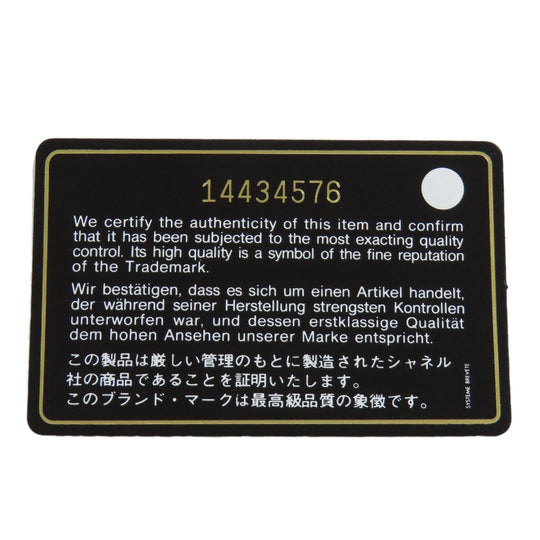 14434576
We certify the authenticity of this item and confirm
that it has been subjected to the most exacting quality
control. Its high quality is a symbol of the fine reputation
of the Trademark.
Wir bestätigen, dass es sich um einen Artikel handelt,
der während seiner Herstellung strengsten Kontrollen
unterworfen war, und dessen erstklassige Qualität
dem hohen Ansehen unserer Marke entspricht.
この製品は厳しい管理のもとに製造されたシャネル
社の商品であることを証明いたします。
このブランド・マークは最高級品質の象徴です。
SYSTEME BREVETE